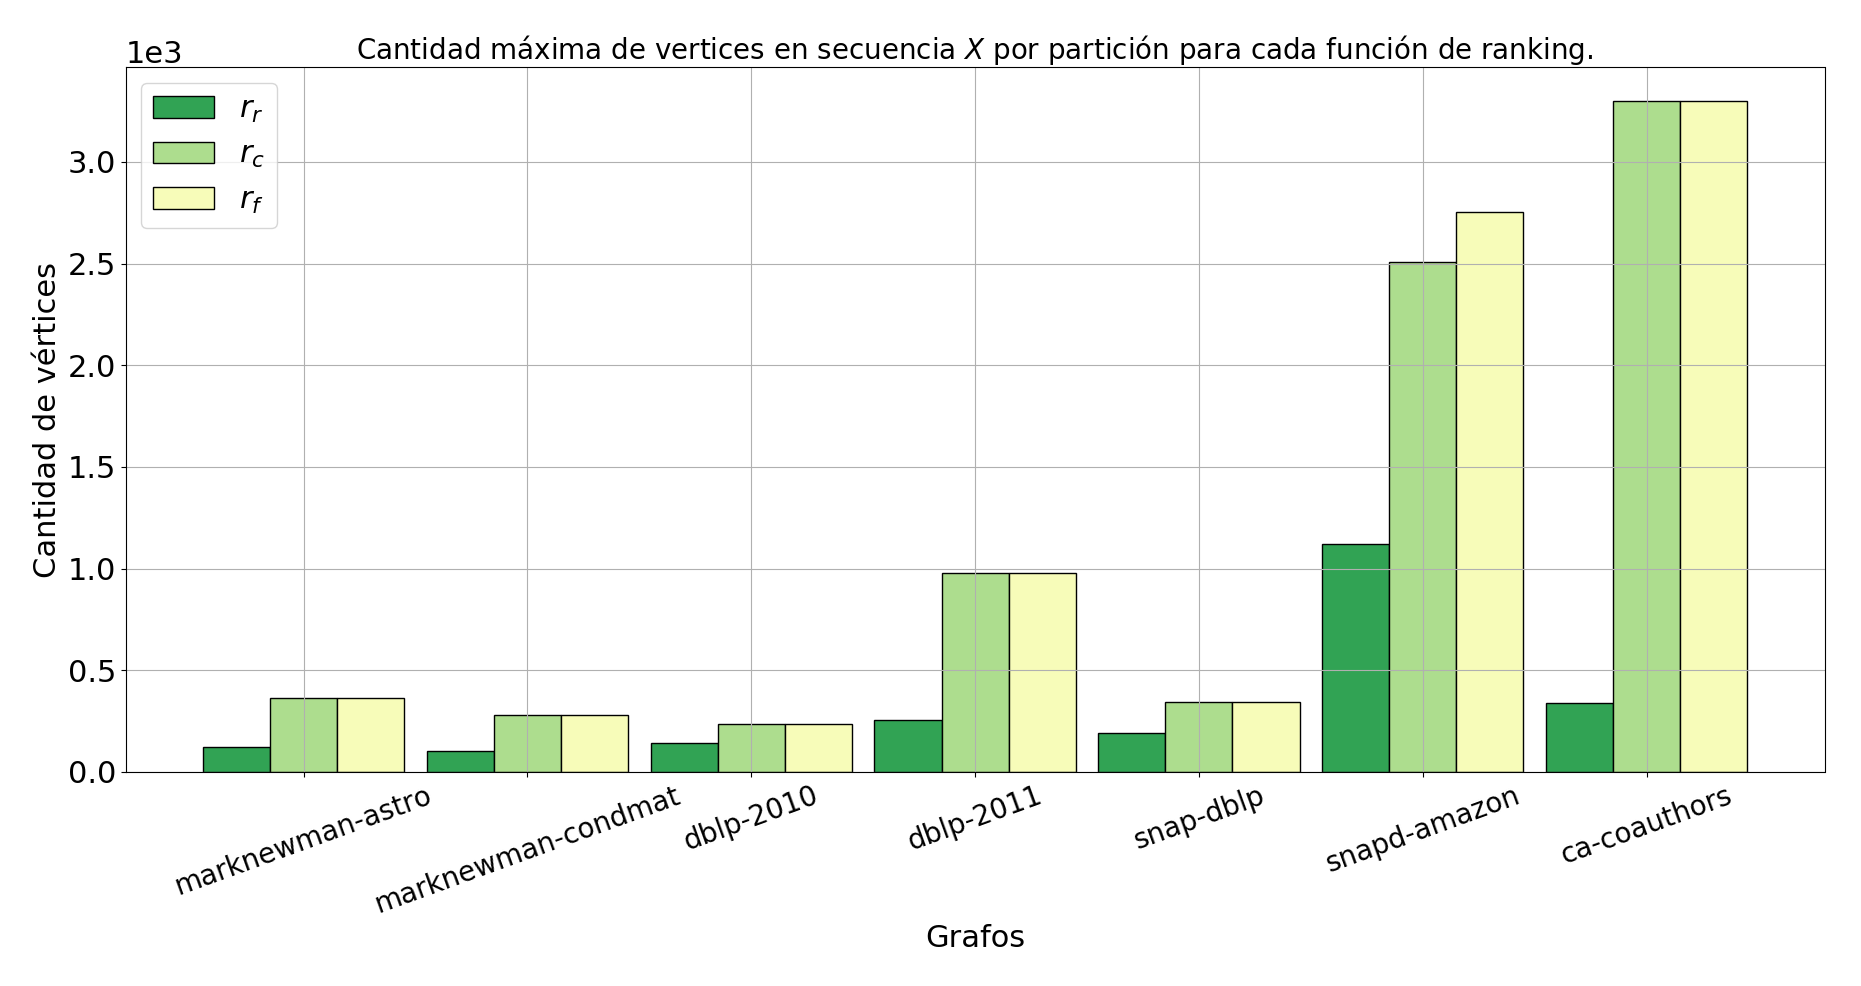 Cantidad máxima de vertices en secuencia X por partición para cada función de ranking.
1e3
r_r
r_c
r_f
3.0
2.5
2.0
1.5
1.0
0.5
0.0
Cantidad de vértices
marknewman-astro
marknewman-condmat
dblp-2010
dblp-2011
snap-dblp
snapd-amazon
ca-coauthors
Grafos